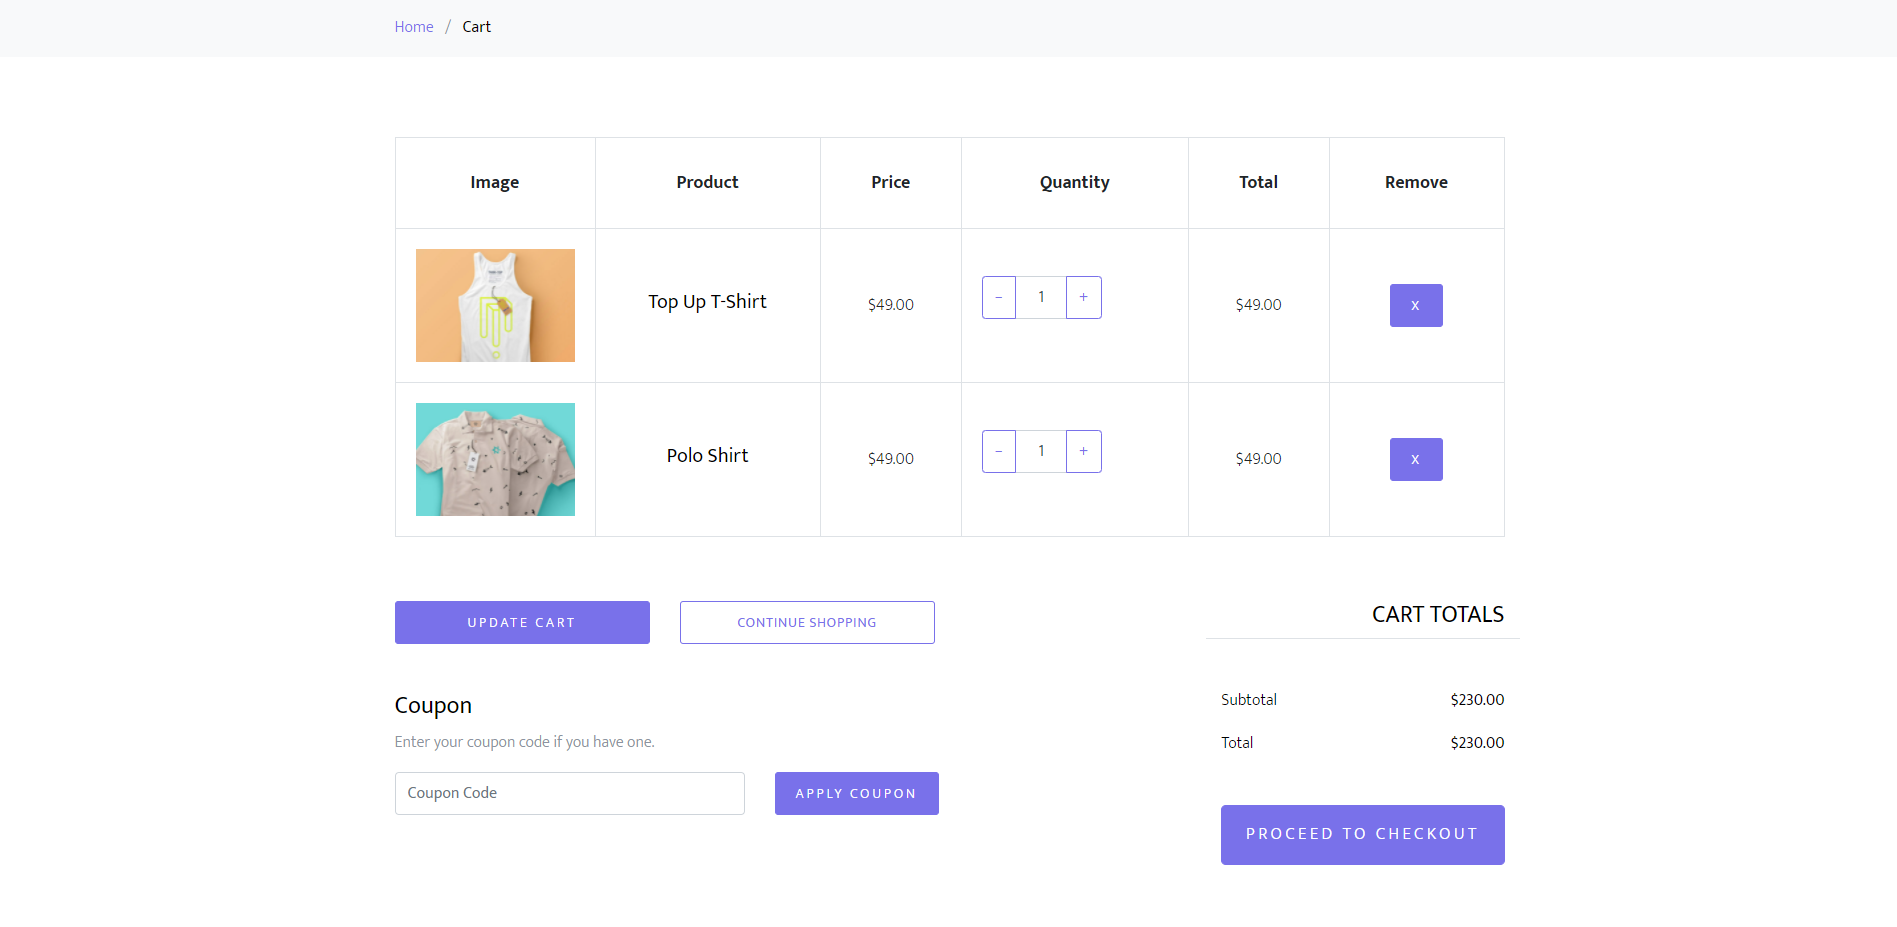 Home / Cart
Image Product Price Quantity Total Remove
Top Up T-Shirt $49.00 – 1 + $49.00 X
Polo Shirt $49.00 – 1 + $49.00 X
UPDATE CART CONTINUE SHOPPING
CART TOTALS
Coupon
Enter your coupon code if you have one.
Coupon Code APPLY COUPON
Subtotal $230.00
Total $230.00
PROCEED TO CHECKOUT